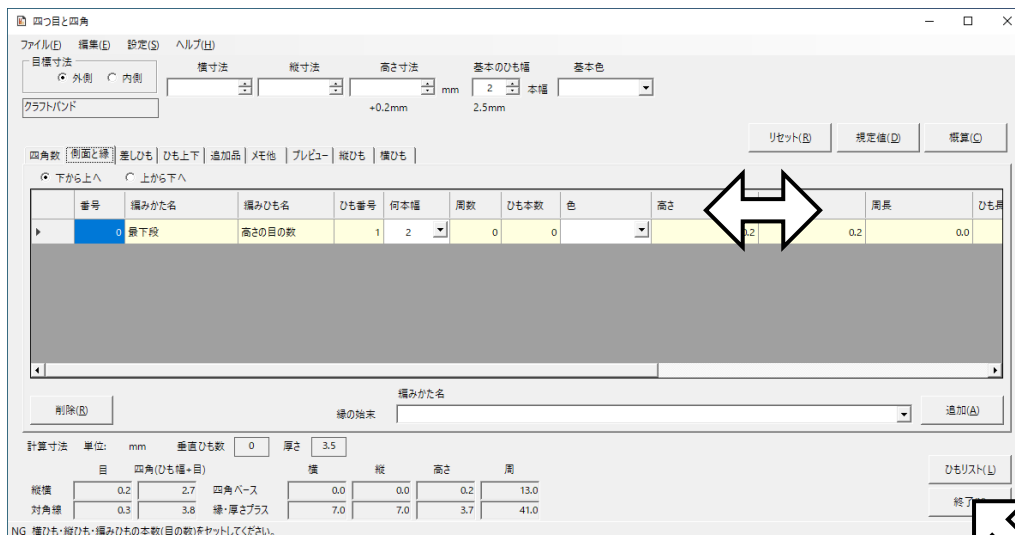 四つ目と四角
ファイル(F) 編集(E) 設定(S) ヘルプ(H)
目標寸法 横寸法 縦寸法 高さ寸法 基本のひも幅 基本色
外側 内側 mm 2 本幅
クラフトバンド +0.2mm 2.5mm
リセット(R) 規定値(D) 概算(C)
四角数 側面と縁 差しひも ひも上下 追加品 メモ他 プレビュー 縦ひも 横ひも
下から上へ 上から下へ
番号 編みかた名 編みひも名 ひも番号 何本幅 周数 ひも本数 色 高さ 周長
0 最下段 高さの目の数 1 2 0 0 0.2 0.0
編みかた名
削除(R) 縁の始末 追加(A)
計算寸法 単位: mm 垂直ひも数 0 厚さ 3.5
目 四角(ひも幅+目) 横 縦 高さ 周 ひもリスト(L)
縦横 0.2 2.7 四角ベース 0.0 0.0 0.2 13.0
対角線 0.3 3.8 縁・厚さプラス 7.0 7.0 3.7 41.0
NG 横ひも・縦ひも・編みひもの本数(目の数)をセットしてください。